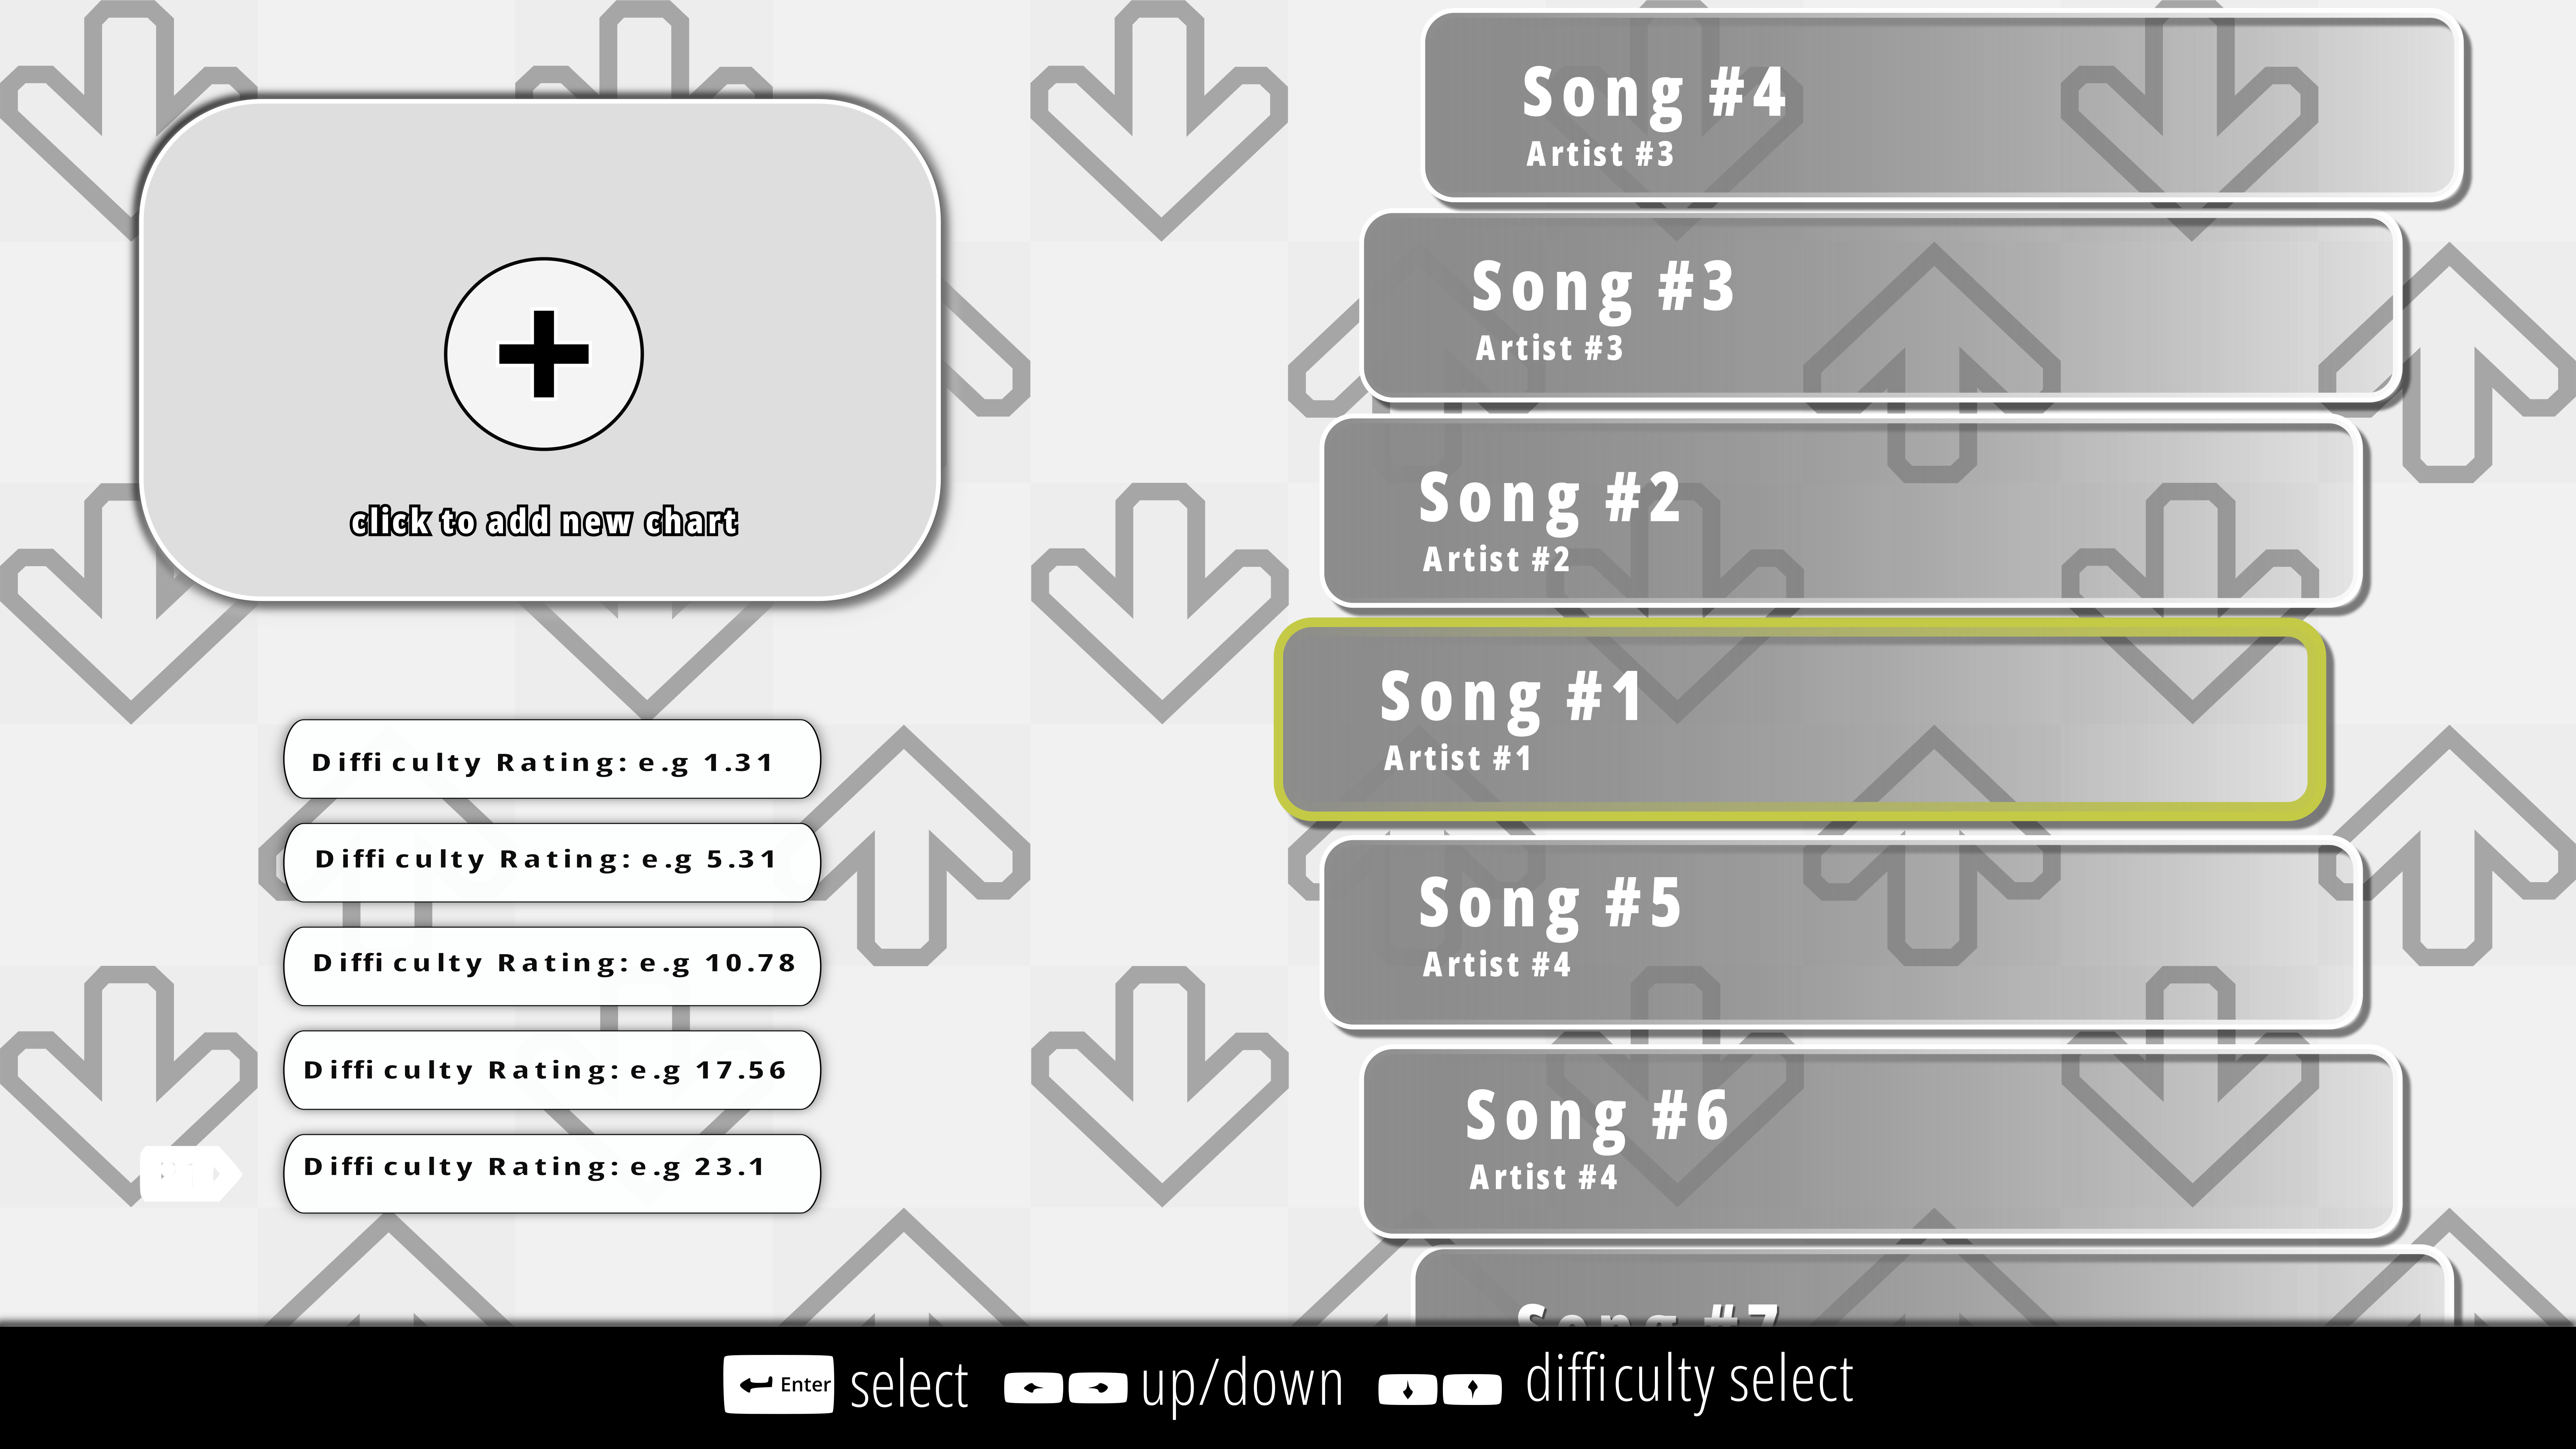 click to add new chart
Difficulty Rating: e.g 1.31
Difficulty Rating: e.g 5.31
Difficulty Rating: e.g 10.78
Difficulty Rating: e.g 17.56
Difficulty Rating: e.g 23.1
Song #4
Artist #3
Song #3
Artist #3
Song #2
Artist #2
Song #1
Artist #1
Song #5
Artist #4
Song #6
Artist #4
Song #7
Enter select up/down difficulty select